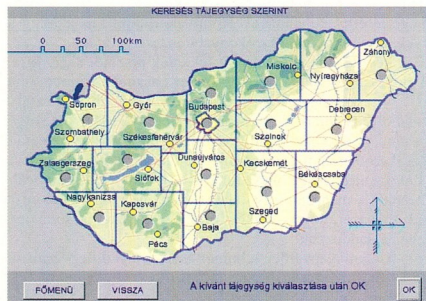 KERESÉS TÁJEGYSÉG SZERINT
0 50 100km
Záhony
Miskolc
Nyíregyháza
Sopron
Győr
Budapest
Debrecen
Szombathely
Székesfehérvár
Szolnok
Zalaegerszeg
Siófok
Dunaújváros
Kecskemét
Békéscsaba
Nagykanizsa
Kaposvár
Szeged
Pécs
Baja
FŐMENÜ
VISSZA
A kívánt tájegység kiválasztása után OK
OK